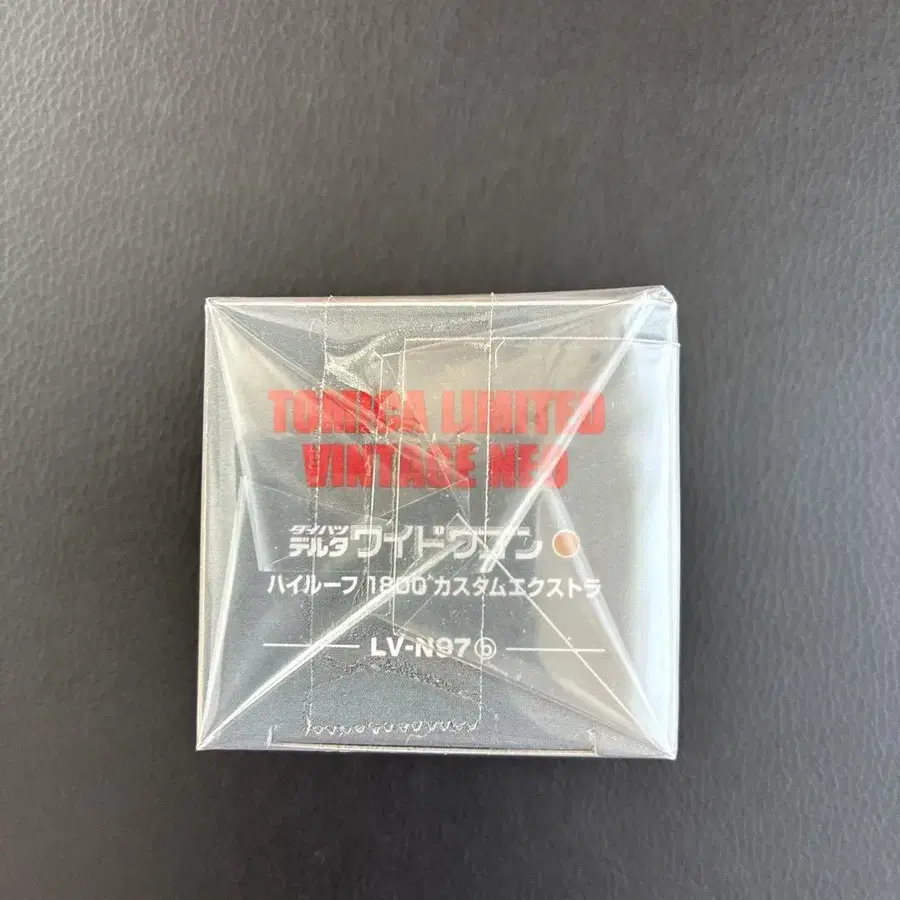 TOMICA LIMITED
VINTAGE NEO
ダイハツ
デルタワイドワゴン
ハイルーフ 1800 カスタムエクストラ
LV-N97ⓑ